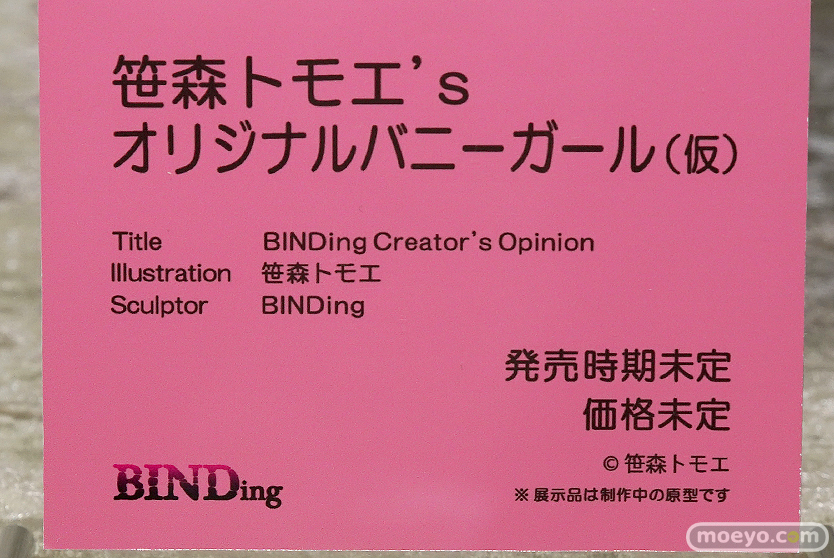 笹森トモエ’s
オリジナルバニーガール（仮）
Title BINDing Creator’s Opinion
Illustration 笹森トモエ
Sculptor BINDing
発売時期未定
価格未定
© 笹森トモエ
※展示品は制作中の原型です
BINDing
moeyo.com